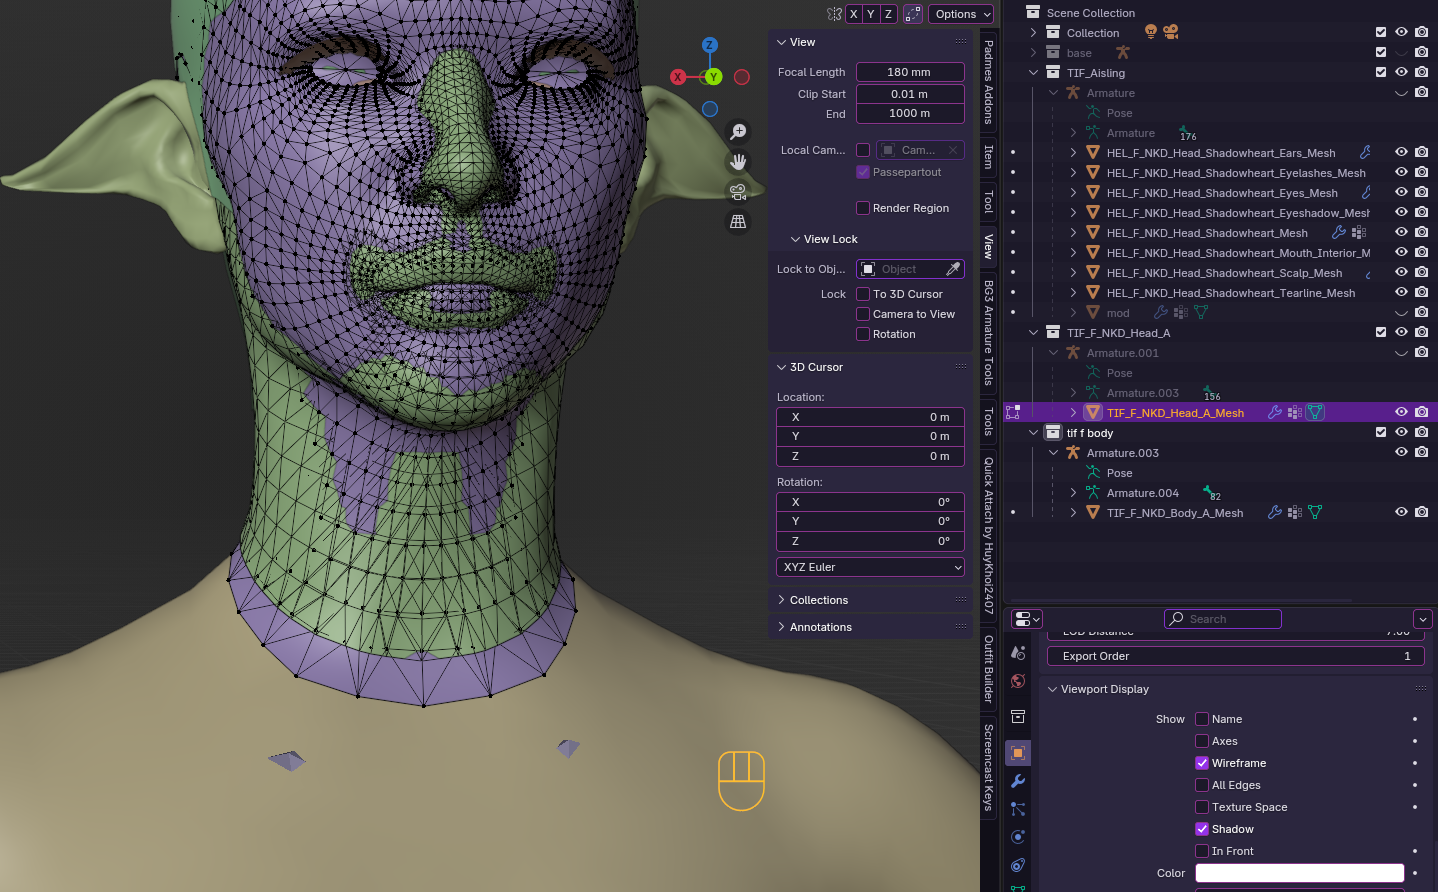 X Y Z Options
Z
X
Y
View
Focal Length 180 mm
Clip Start 0.01 m
End 1000 m
Local Cam... Cam...
Passepartout
Render Region
View Lock
Lock to Obj... Object
Lock To 3D Cursor
Camera to View
Rotation
3D Cursor
Location:
X 0 m
Y 0 m
Z 0 m
Rotation:
X 0°
Y 0°
Z 0°
XYZ Euler
Collections
Annotations
Padmes Addons
Item
Tool
View
BG3 Armature Tools
Tools
Quick Attach by HuyKhoi2407
Outfit Builder
Screencast Keys
Scene Collection
Collection
base
TIF_Aisling
Armature
Pose
Armature 176
HEL_F_NKD_Head_Shadowheart_Ears_Mesh
HEL_F_NKD_Head_Shadowheart_Eyelashes_Mesh
HEL_F_NKD_Head_Shadowheart_Eyes_Mesh
HEL_F_NKD_Head_Shadowheart_Eyeshadow_Mesh
HEL_F_NKD_Head_Shadowheart_Mesh
HEL_F_NKD_Head_Shadowheart_Mouth_Interior_M
HEL_F_NKD_Head_Shadowheart_Scalp_Mesh
HEL_F_NKD_Head_Shadowheart_Tearline_Mesh
mod
TIF_F_NKD_Head_A
Armature.001
Pose
Armature.003 156
TIF_F_NKD_Head_A_Mesh
tif f body
Armature.003
Pose
Armature.004 82
TIF_F_NKD_Body_A_Mesh
Search
LOD Distance
Export Order 1
Viewport Display
Show Name
Axes
Wireframe
All Edges
Texture Space
Shadow
In Front
Color